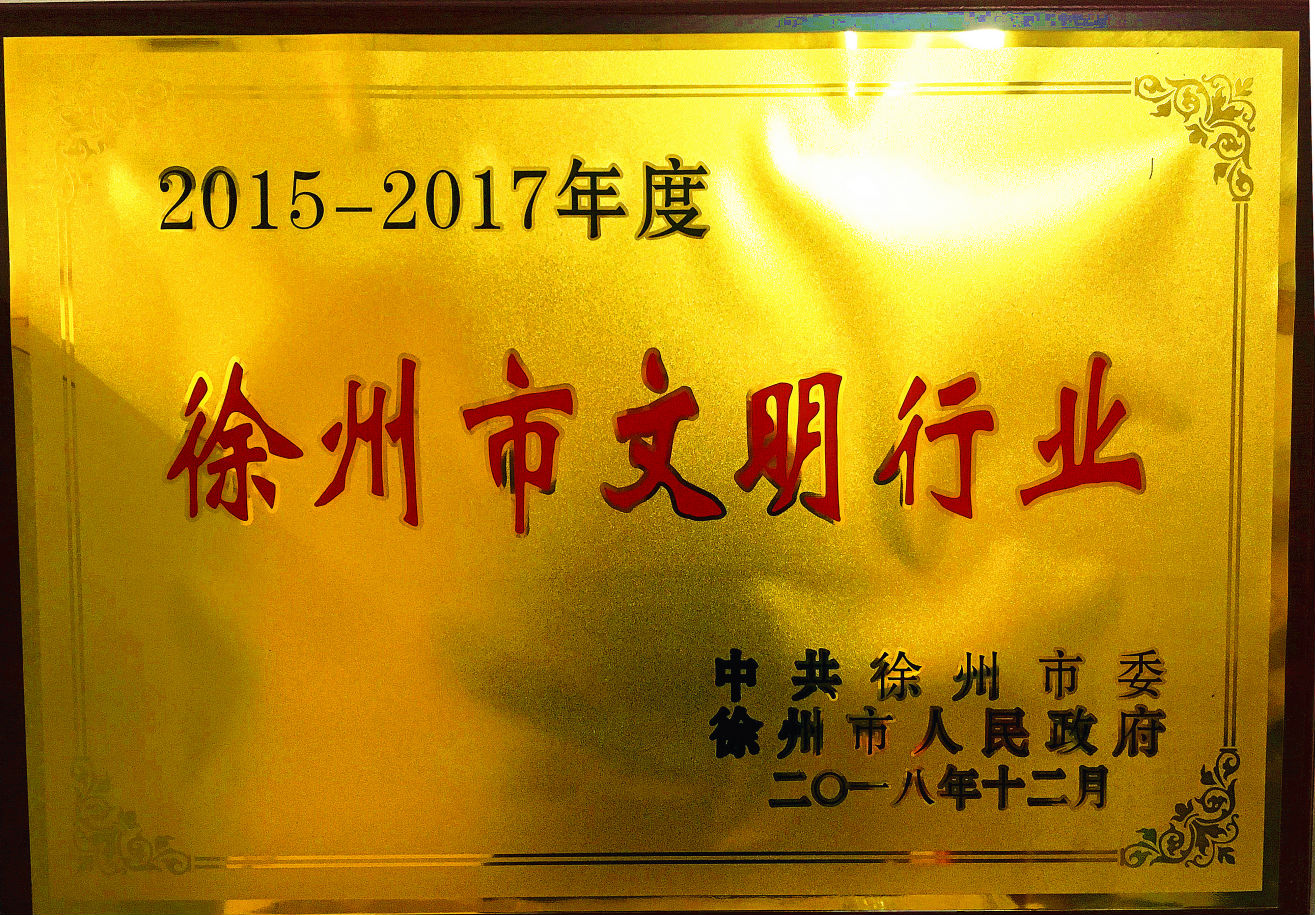 2015-2017年度
徐州市文明行业
中共徐州市委
徐州市人民政府
二〇一八年十二月